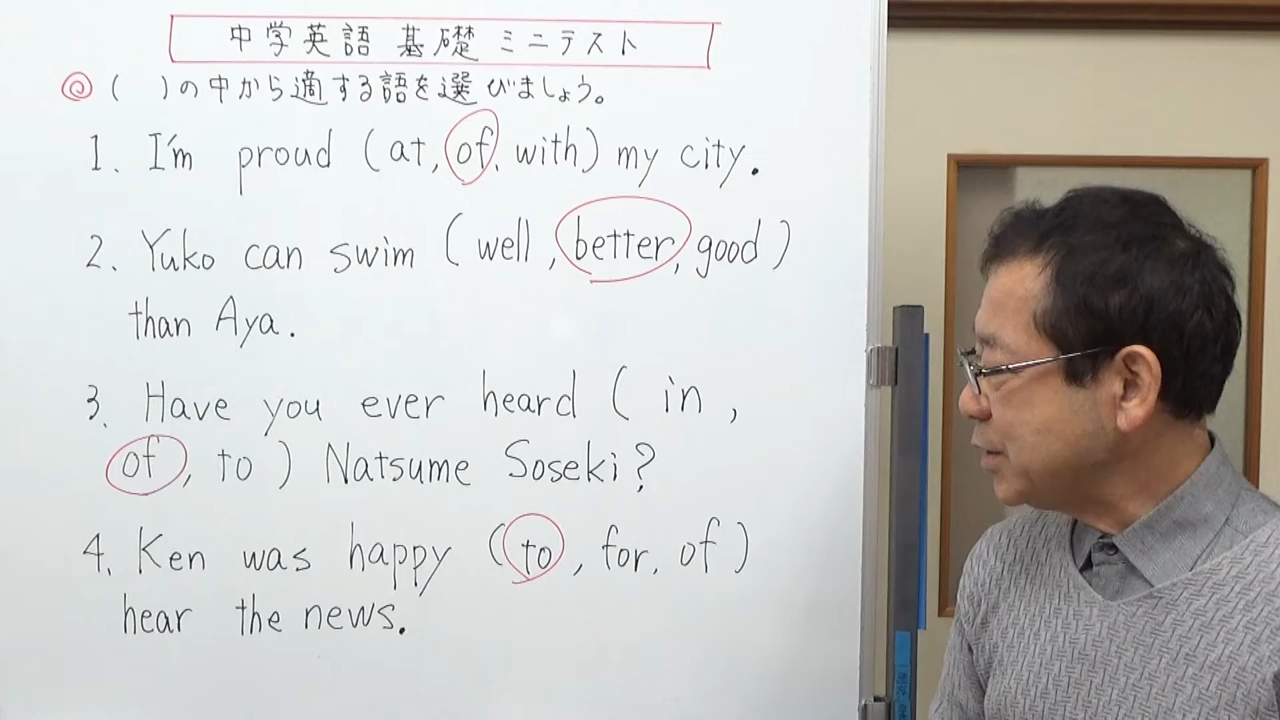 中学英語 基礎 ミニテスト
◎ ( )の中から適する語を選びましょう。
1. I'm proud (at, of, with) my city.
2. Yuko can swim (well, better, good)
than Aya.
3. Have you ever heard (in,
of, to) Natsume Soseki?
4. Ken was happy (to, for, of)
hear the news.